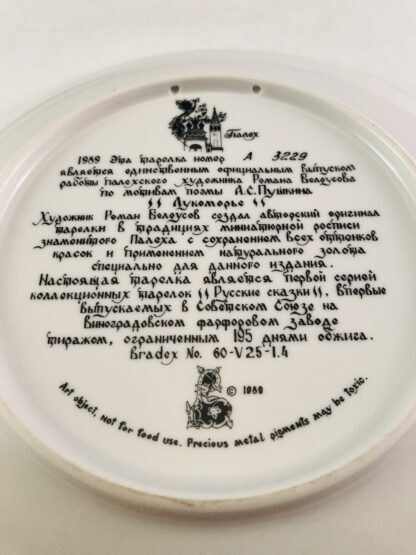 Палех
1989 Эта тарелка номер A 3229
является единственным официальным выпуском
работы палехского художника Романа Белоусова
по мотивам поэмы А.С.Пушкина
"Лукоморье"
Художник Роман Белоусов создал авторский оригинал
тарелки в традициях миниатюрной росписи
знаменитого Палеха с сохранением всех оттенков
красок и применением натурального золота
специально для данного издания.
Настоящая тарелка является первой серией
коллекционных тарелок "Русские сказки", впервые
выпускаемых в Советском Союзе на
Виноградовском фарфоровом заводе
тиражом, ограниченным 195 днями обжига.
Bradex No. 60-V25-1.4
© 1989
Art object, not for food use. Precious metal pigments may be toxic.